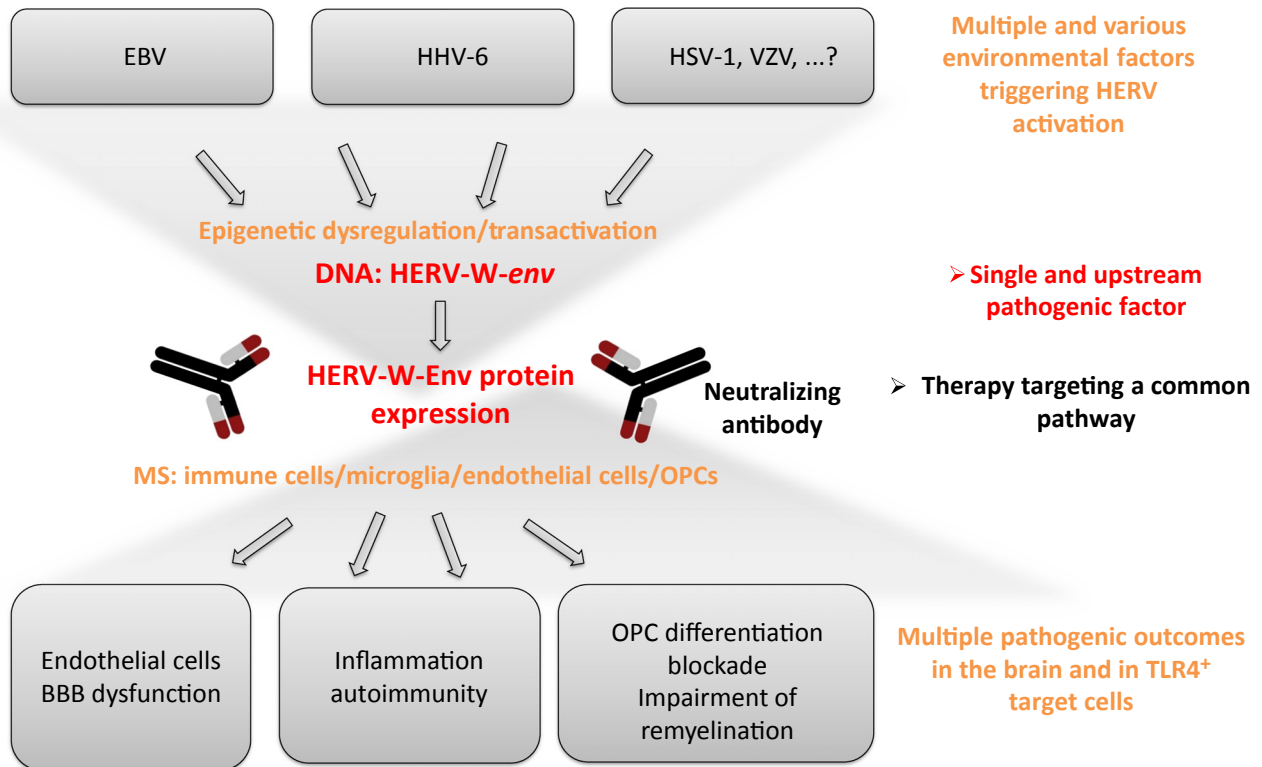 EBV
HHV-6
HSV-1, VZV, ...?
Multiple and various
environmental factors
triggering HERV
activation
Epigenetic dysregulation/transactivation
DNA: HERV-W-env
➢ Single and upstream
pathogenic factor
HERV-W-Env protein
expression
Neutralizing
antibody
➢ Therapy targeting a common
pathway
MS: immune cells/microglia/endothelial cells/OPCs
Endothelial cells
BBB dysfunction
Inflammation
autoimmunity
OPC differentiation
blockade
Impairment of
remyelination
Multiple pathogenic outcomes
in the brain and in TLR4⁺
target cells